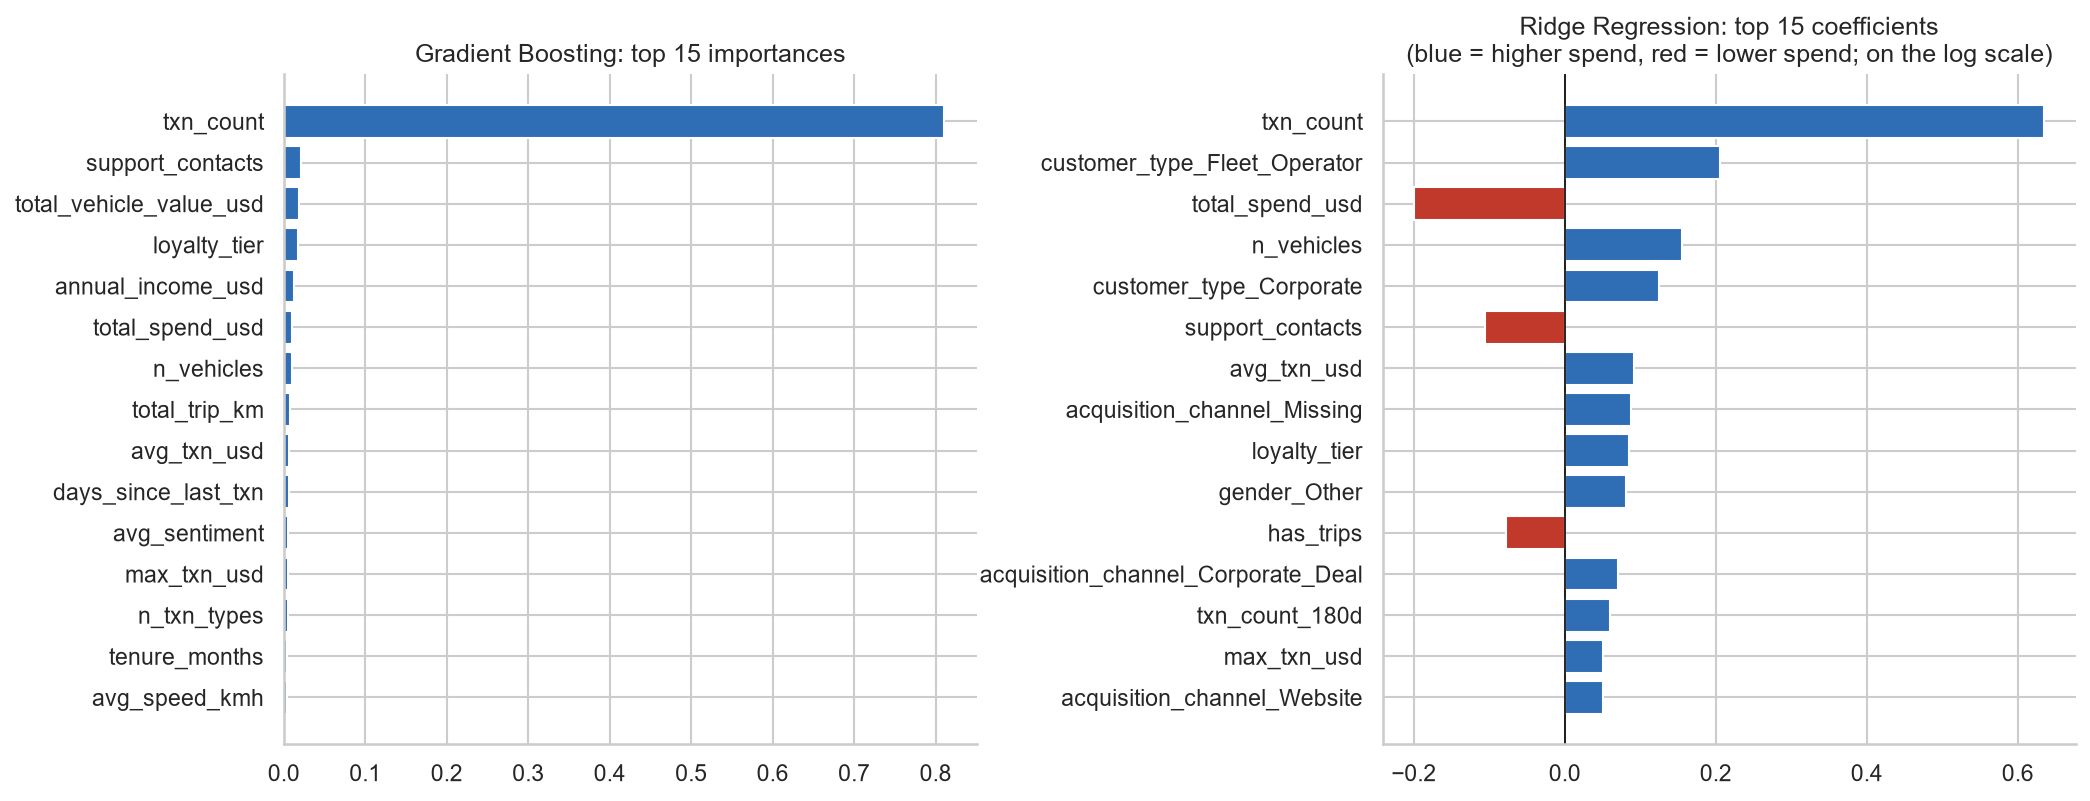 Gradient Boosting: top 15 importances
txn_count
support_contacts
total_vehicle_value_usd
loyalty_tier
annual_income_usd
total_spend_usd
n_vehicles
total_trip_km
avg_txn_usd
days_since_last_txn
avg_sentiment
max_txn_usd
n_txn_types
tenure_months
avg_speed_kmh
0.0 0.1 0.2 0.3 0.4 0.5 0.6 0.7 0.8
Ridge Regression: top 15 coefficients
(blue = higher spend, red = lower spend; on the log scale)
txn_count
customer_type_Fleet_Operator
total_spend_usd
n_vehicles
customer_type_Corporate
support_contacts
avg_txn_usd
acquisition_channel_Missing
loyalty_tier
gender_Other
has_trips
acquisition_channel_Corporate_Deal
txn_count_180d
max_txn_usd
acquisition_channel_Website
−0.2 0.0 0.2 0.4 0.6